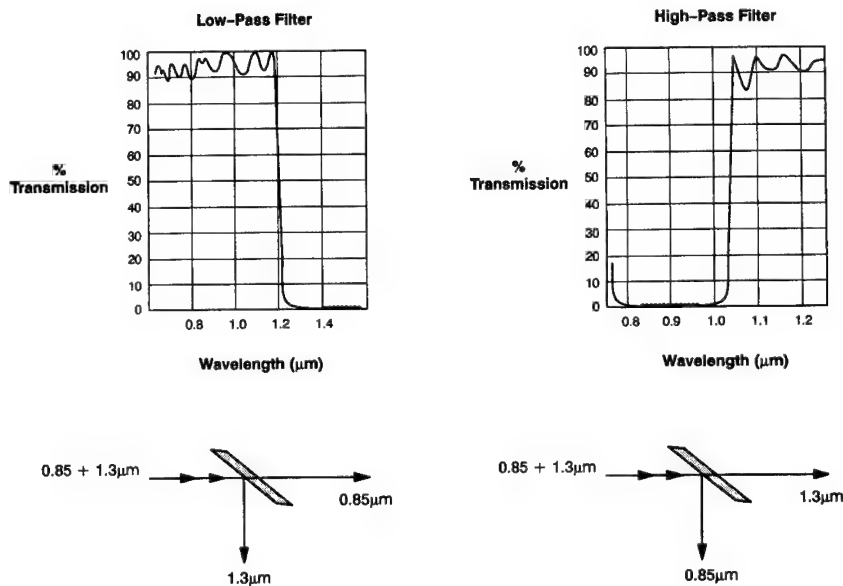 Low-Pass Filter
100
90
80
70
60
50
40
30
20
10
0
%
Transmission
0.8 1.0 1.2 1.4
Wavelength (μm)
0.85 + 1.3μm
0.85μm
1.3μm
High-Pass Filter
100
90
80
70
60
50
40
30
20
10
0
%
Transmission
0.8 0.9 1.0 1.1 1.2
Wavelength (μm)
0.85 + 1.3μm
1.3μm
0.85μm